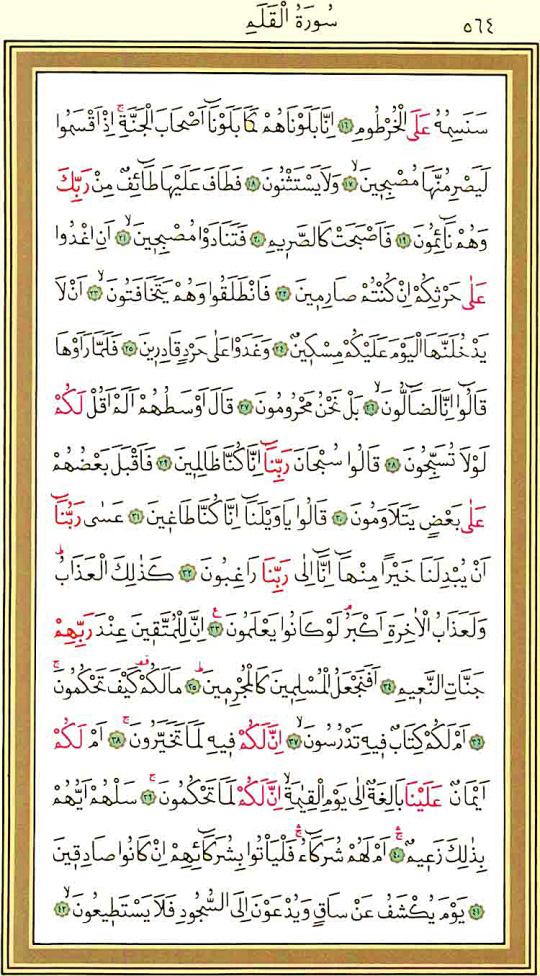 ٥٦٤ سُورَةُ الْقَلَمِ
سَنَسِمُهُ عَلَى الْخُرْطُومِ ﴿١٦﴾ اِنَّا بَلَوْنَاهُمْ كَمَا بَلَوْنَٓا اَصْحَابَ الْجَنَّةِۚ اِذْ اَقْسَمُوا
لَيَصْرِمُنَّهَا مُصْبِحٖينَۙ ﴿١٧﴾ وَلَا يَسْتَثْنُونَ ﴿١٨﴾ فَطَافَ عَلَيْهَا طَٓائِفٌ مِنْ رَبِّكَ
وَهُمْ نَٓائِمُونَ ﴿١٩﴾ فَاَصْبَحَتْ كَالصَّرٖيمِ ﴿٢٠﴾ فَتَنَادَوْا مُصْبِحٖينَۙ ﴿٢١﴾ اَنِ اغْدُوا
عَلٰى حَرْثِكُمْ اِنْ كُنْتُمْ صَارِمٖينَ ﴿٢٢﴾ فَانْطَلَقُوا وَهُمْ يَتَخَافَتُونَۙ ﴿٢٣﴾ اَنْ لَا
يَدْخُلَنَّهَا الْيَوْمَ عَلَيْكُمْ مِسْكٖينٌ ﴿٢٤﴾ وَغَدَوْا عَلٰى حَرْدٍ قَادِرٖينَ ﴿٢٥﴾ فَلَمَّا رَاَوْهَا
قَالُٓوا اِنَّا لَضَٓالُّونَۙ ﴿٢٦﴾ بَلْ نَحْنُ مَحْرُومُونَ ﴿٢٧﴾ قَالَ اَوْسَطُهُمْ اَلَمْ اَقُلْ لَكُمْ
لَوْلَا تُسَبِّحُونَ ﴿٢٨﴾ قَالُوا سُبْحَانَ رَبِّنَٓا اِنَّا كُنَّا ظَالِمٖينَ ﴿٢٩﴾ فَاَقْبَلَ بَعْضُهُمْ
عَلٰى بَعْضٍ يَتَلَاوَمُونَ ﴿٣٠﴾ قَالُوا يَا وَيْلَنَٓا اِنَّا كُنَّا طَاغٖينَ ﴿٣١﴾ عَسٰى رَبُّنَٓا
اَنْ يُبْدِلَنَا خَيْرًا مِنْهَٓا اِنَّٓا اِلٰى رَبِّنَا رَاغِبُونَ ﴿٣٢﴾ كَذٰلِكَ الْعَذَابُؕ
وَلَعَذَابُ الْاٰخِرَةِ اَكْبَرُۢ لَوْ كَانُوا يَعْلَمُونَ ﴿٣٣﴾ اِنَّ لِلْمُتَّقٖينَ عِنْدَ رَبِّهِمْ
جَنَّاتِ النَّعٖيمِ ﴿٣٤﴾ اَفَنَجْعَلُ الْمُسْلِمٖينَ كَالْمُجْرِمٖينَؕ ﴿٣٥﴾ مَا لَكُمْ كَيْفَ تَحْكُمُونَۚ
﴿٣٦﴾ اَمْ لَكُمْ كِتَابٌ فٖيهِ تَدْرُسُونَۙ ﴿٣٧﴾ اِنَّ لَكُمْ فٖيهِ لَمَا تَخَيَّرُونَۚ ﴿٣٨﴾ اَمْ لَكُمْ
اَيْمَانٌ عَلَيْنَا بَالِغَةٌ اِلٰى يَوْمِ الْقِيٰمَةِۙ اِنَّ لَكُمْ لَمَا تَحْكُمُونَۚ ﴿٣٩﴾ سَلْهُمْ اَيُّهُمْ
بِذٰلِكَ زَعٖيمٌۚۛ ﴿٤٠﴾ اَمْ لَهُمْ شُرَكَٓاءُۚۛ فَلْيَأْتُوا بِشُرَكَٓائِهِمْ اِنْ كَانُوا صَادِقٖينَ
﴿٤١﴾ يَوْمَ يُكْشَفُ عَنْ سَاقٍ وَيُدْعَوْنَ اِلَى السُّجُودِ فَلَا يَسْتَطٖيعُونَۙ ﴿٤٢﴾